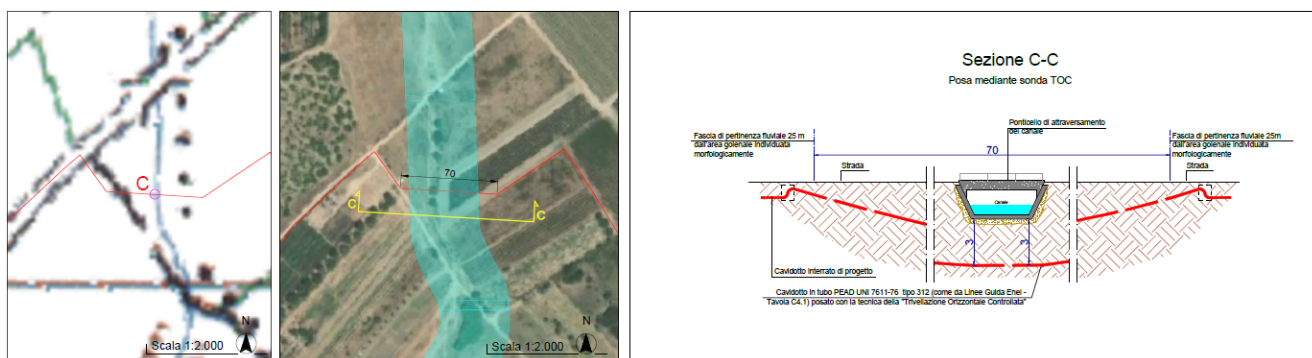 C
N
Scala 1:2.000
70
C
C
N
Scala 1:2.000
Sezione C-C
Posa mediante sonda TOC
Ponticello di attraversamento
del canale
Fascia di pertinenza fluviale 25 m
dall'area golenale individuata
morfologicamente
Fascia di pertinenza fluviale 25m
dall'area golenale individuata
morfologicamente
70
Strada
Strada
Canale
3
3
Cavidotto interrato di progetto
Cavidotto in tubo PEAD UNI 7611-76 tipo 312 (come da Linee Guida Enel -
Tavola C4.1) posato con la tecnica della "Trivellazione Orizzontale Controllata"